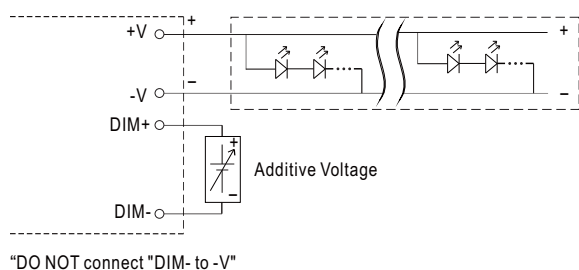 +V
+
+
-V
–
–
DIM+
+
Additive Voltage
–
DIM-
“DO NOT connect "DIM- to -V"